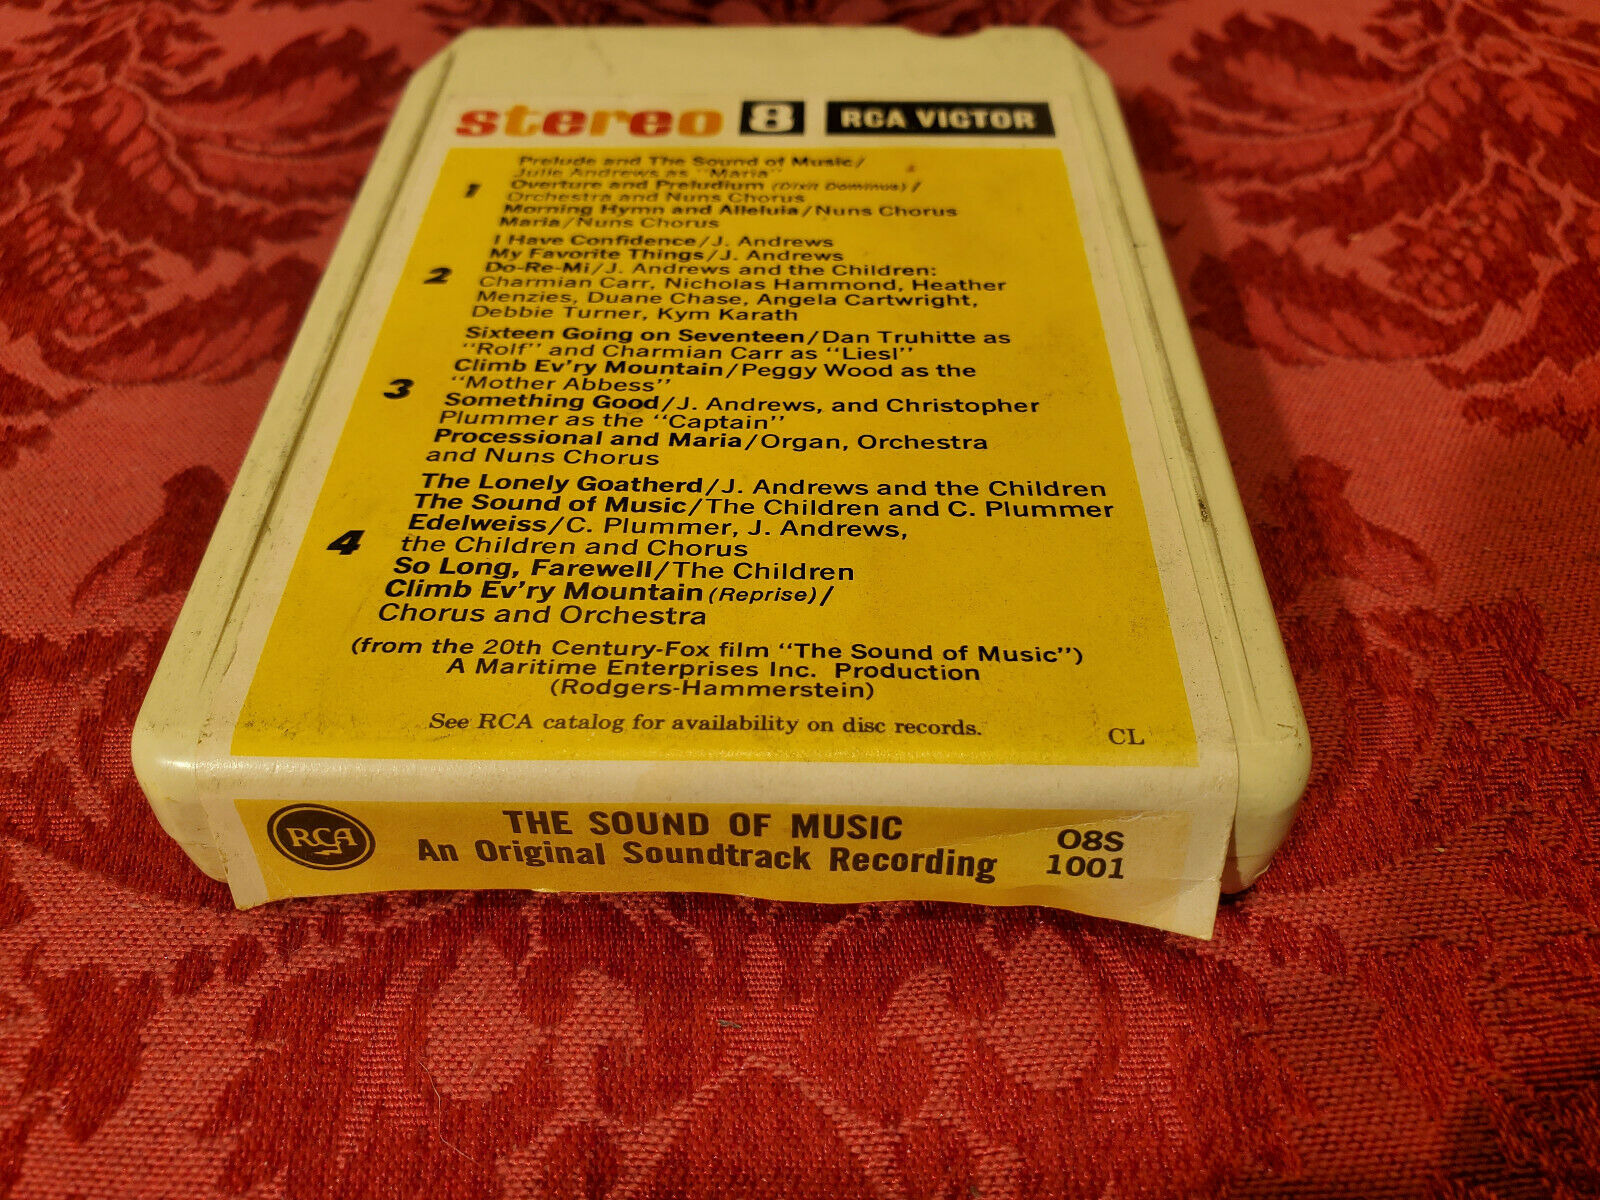 stereo 8 RCA VICTOR
1
Prelude and The Sound of Music/
Julie Andrews as "Maria"
Overture and Preludium (Dixit Dominus)/
Orchestra and Nuns Chorus
Morning Hymn and Alleluia/Nuns Chorus
Maria/Nuns Chorus
2
I Have Confidence/J. Andrews
My Favorite Things/J. Andrews
Do-Re-Mi/J. Andrews and the Children:
Charmian Carr, Nicholas Hammond, Heather
Menzies, Duane Chase, Angela Cartwright,
Debbie Turner, Kym Karath
3
Sixteen Going on Seventeen/Dan Truhitte as
"Rolf" and Charmian Carr as "Liesl"
Climb Ev'ry Mountain/Peggy Wood as the
"Mother Abbess"
Something Good/J. Andrews, and Christopher
Plummer as the "Captain"
Processional and Maria/Organ, Orchestra
and Nuns Chorus
4
The Lonely Goatherd/J. Andrews and the Children
The Sound of Music/The Children and C. Plummer
Edelweiss/C. Plummer, J. Andrews,
the Children and Chorus
So Long, Farewell/The Children
Climb Ev'ry Mountain (Reprise)/
Chorus and Orchestra
(from the 20th Century-Fox film "The Sound of Music")
A Maritime Enterprises Inc. Production
(Rodgers-Hammerstein)
See RCA catalog for availability on disc records.
CL
RCA
THE SOUND OF MUSIC
An Original Soundtrack Recording
O8S
1001